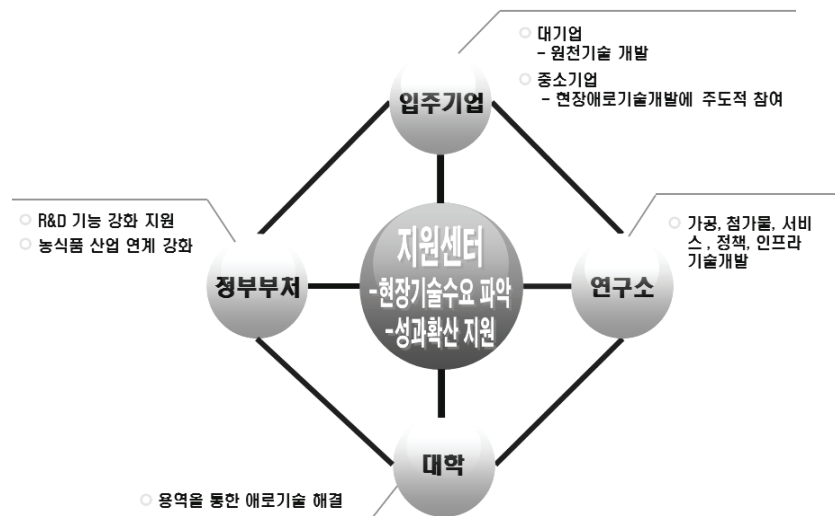 ○ 대기업
- 원천기술 개발
○ 중소기업
- 현장애로기술개발에 주도적 참여
입주기업
○ R&D 기능 강화 지원
○ 농식품 산업 연계 강화
정부부처
지원센터
-현장기술수요 파악
-성과확산 지원
○ 가공, 첨가물, 서비
스, 정책, 인프라
기술개발
연구소
대학
○ 용역을 통한 애로기술 해결